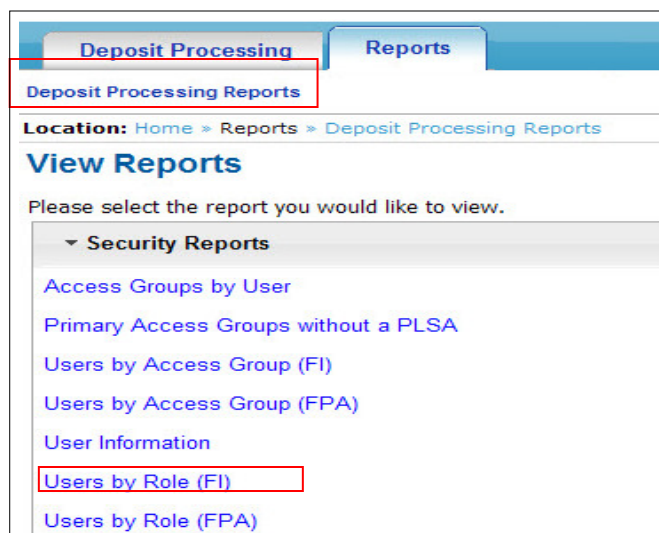 Deposit Processing Reports
Deposit Processing Reports
Location: Home » Reports » Deposit Processing Reports
View Reports
Please select the report you would like to view.
Security Reports
Access Groups by User
Primary Access Groups without a PLSA
Users by Access Group (FI)
Users by Access Group (FPA)
User Information
Users by Role (FI)
Users by Role (FPA)